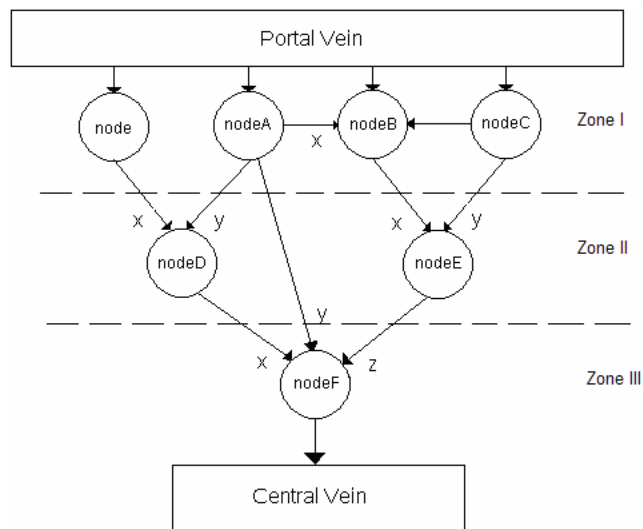 Portal Vein
node
nodeA
nodeB
nodeC
Zone I
x
x
y
x
y
nodeD
nodeE
Zone II
x
y
z
nodeF
Zone III
Central Vein